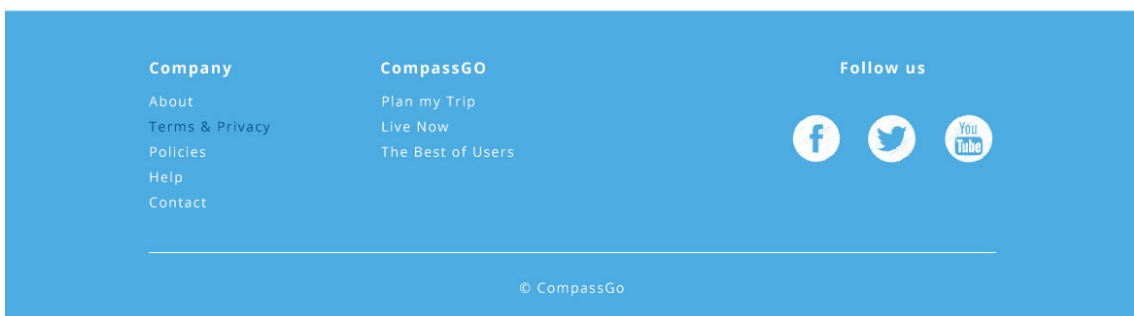 Company
About
Terms & Privacy
Policies
Help
Contact
CompassGO
Plan my Trip
Live Now
The Best of Users
Follow us
f
You
Tube
© CompassGo